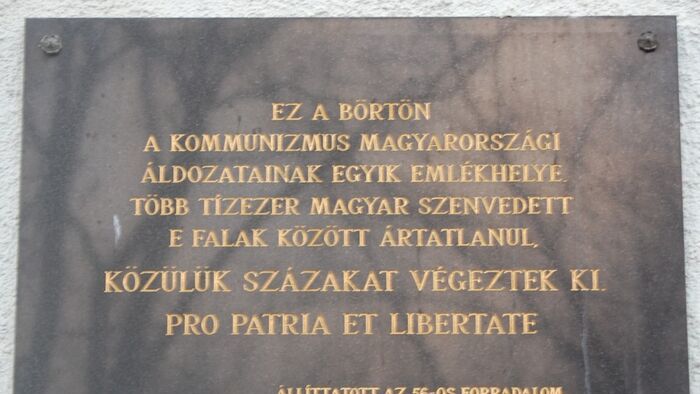 EZ A BÖRTÖN
A KOMMUNIZMUS MAGYARORSZÁGI
ÁLDOZATAINAK EGYIK EMLÉKHELYE.
TÖBB TÍZEZER MAGYAR SZENVEDETT
E FALAK KÖZÖTT ÁRTATLANUL,
KÖZÜLÜK SZÁZAKAT VÉGEZTEK KI.
PRO PATRIA ET LIBERTATE
ÁLLÍTTATOTT AZ 56-OS FORRADALOM